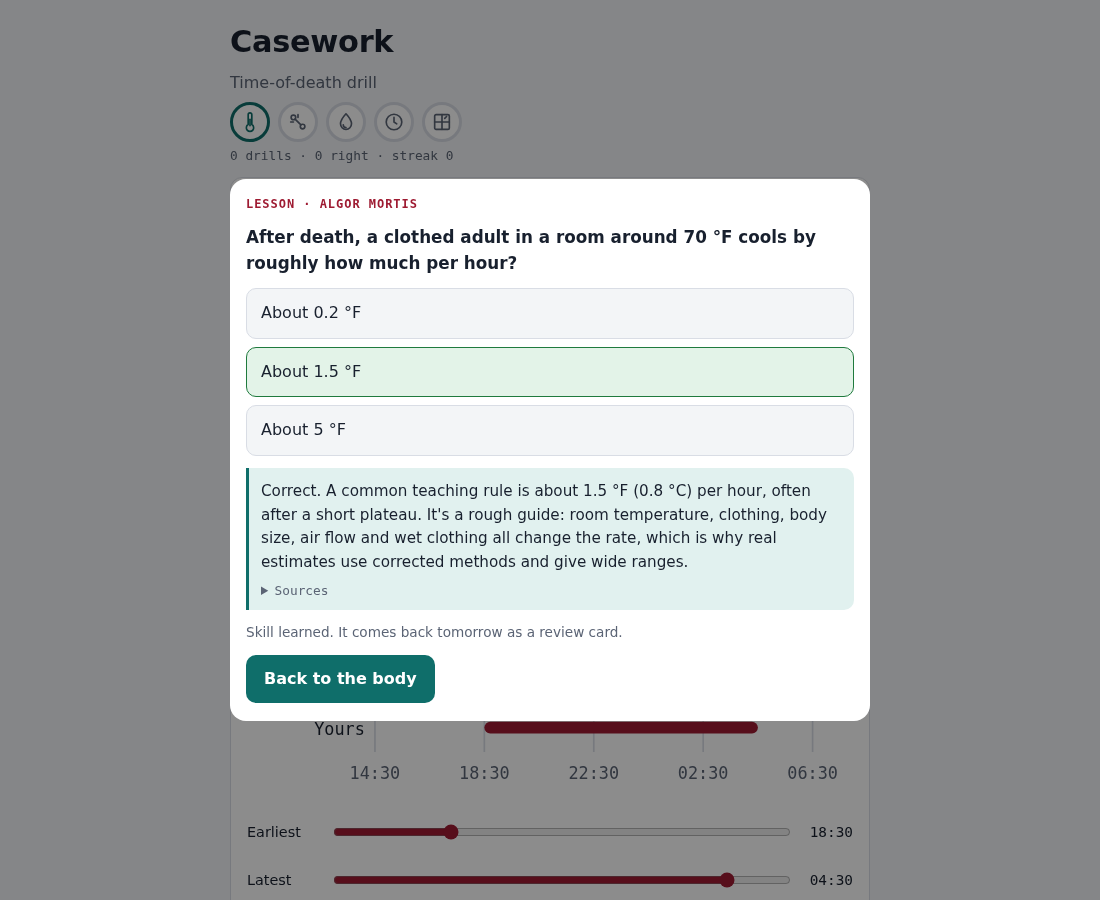 Casework
Time-of-death drill
0 drills · 0 right · streak 0
LESSON · ALGOR MORTIS
After death, a clothed adult in a room around 70 °F cools by
roughly how much per hour?
About 0.2 °F
About 1.5 °F
About 5 °F
Correct. A common teaching rule is about 1.5 °F (0.8 °C) per hour, often
after a short plateau. It's a rough guide: room temperature, clothing, body
size, air flow and wet clothing all change the rate, which is why real
estimates use corrected methods and give wide ranges.
Sources
Skill learned. It comes back tomorrow as a review card.
Back to the body
Yours
14:30 18:30 22:30 02:30 06:30
Earliest 18:30
Latest 04:30